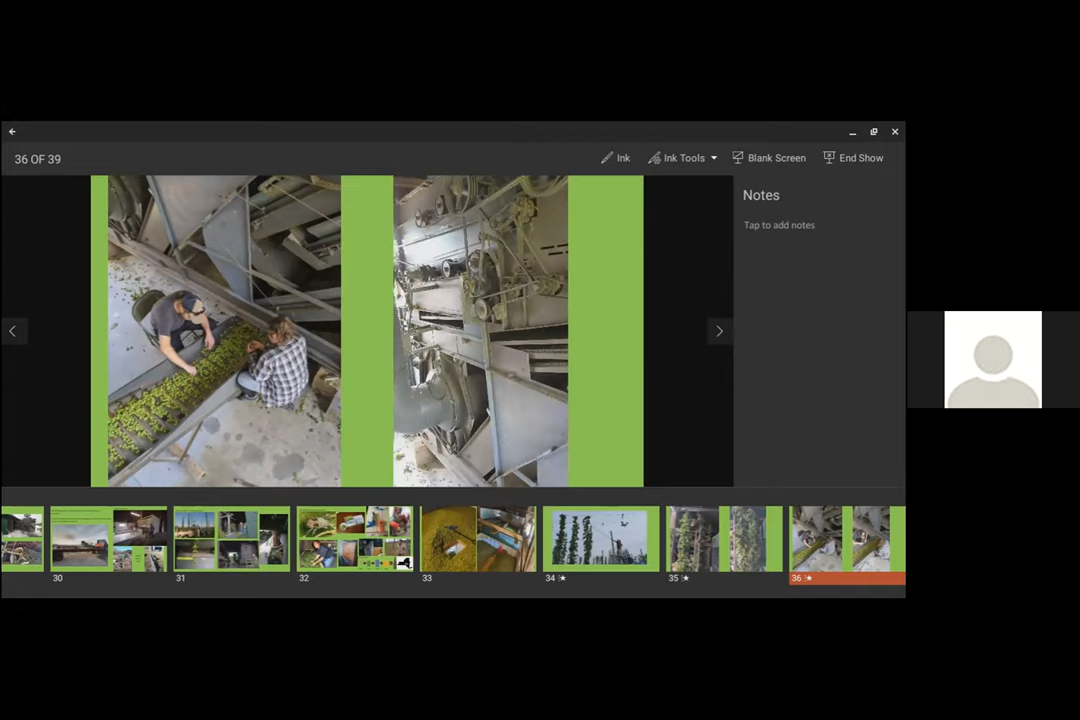 36 OF 39
Ink
Ink Tools
Blank Screen
End Show
Notes
Tap to add notes
30
31
32
33
34
35
36